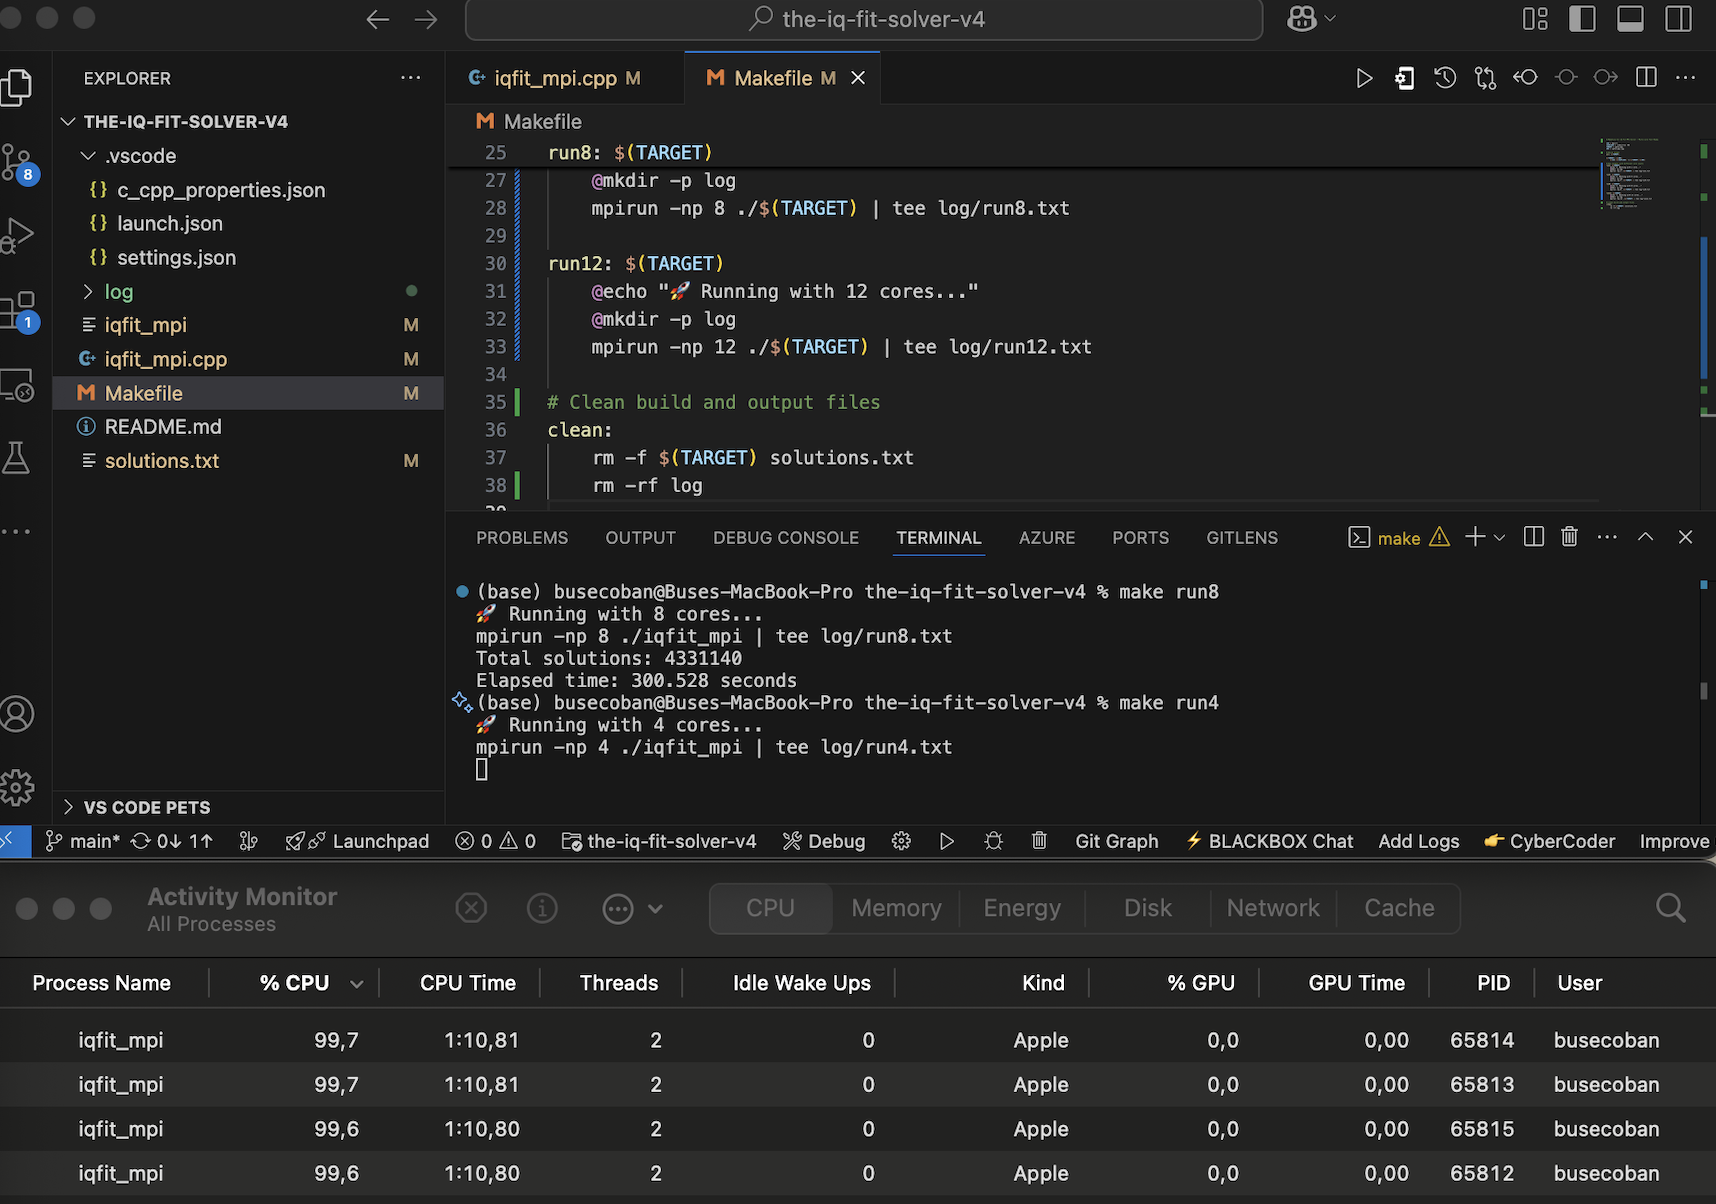 the-iq-fit-solver-v4
EXPLORER
THE-IQ-FIT-SOLVER-V4
.vscode
{} c_cpp_properties.json
{} launch.json
{} settings.json
log
iqfit_mpi M
iqfit_mpi.cpp M
Makefile M
README.md
solutions.txt M
VS CODE PETS
8
1
iqfit_mpi.cpp M
Makefile M
Makefile
25 run8: $(TARGET)
27 @mkdir -p log
28 mpirun -np 8 ./$(TARGET) | tee log/run8.txt
29
30 run12: $(TARGET)
31 @echo "🚀 Running with 12 cores..."
32 @mkdir -p log
33 mpirun -np 12 ./$(TARGET) | tee log/run12.txt
34
35 # Clean build and output files
36 clean:
37 rm -f $(TARGET) solutions.txt
38 rm -rf log
PROBLEMS OUTPUT DEBUG CONSOLE TERMINAL AZURE PORTS GITLENS make
(base) busecoban@Buses-MacBook-Pro the-iq-fit-solver-v4 % make run8
🚀 Running with 8 cores...
mpirun -np 8 ./iqfit_mpi | tee log/run8.txt
Total solutions: 4331140
Elapsed time: 300.528 seconds
(base) busecoban@Buses-MacBook-Pro the-iq-fit-solver-v4 % make run4
🚀 Running with 4 cores...
mpirun -np 4 ./iqfit_mpi | tee log/run4.txt
main* 0↓ 1↑ Launchpad 0 0 the-iq-fit-solver-v4 Debug Git Graph ⚡ BLACKBOX Chat Add Logs 👉 CyberCoder Improve
Activity Monitor
All Processes
CPU Memory Energy Disk Network Cache
Process Name % CPU CPU Time Threads Idle Wake Ups Kind % GPU GPU Time PID User
iqfit_mpi 99,7 1:10,81 2 0 Apple 0,0 0,00 65814 busecoban
iqfit_mpi 99,7 1:10,81 2 0 Apple 0,0 0,00 65813 busecoban
iqfit_mpi 99,6 1:10,80 2 0 Apple 0,0 0,00 65815 busecoban
iqfit_mpi 99,6 1:10,80 2 0 Apple 0,0 0,00 65812 busecoban